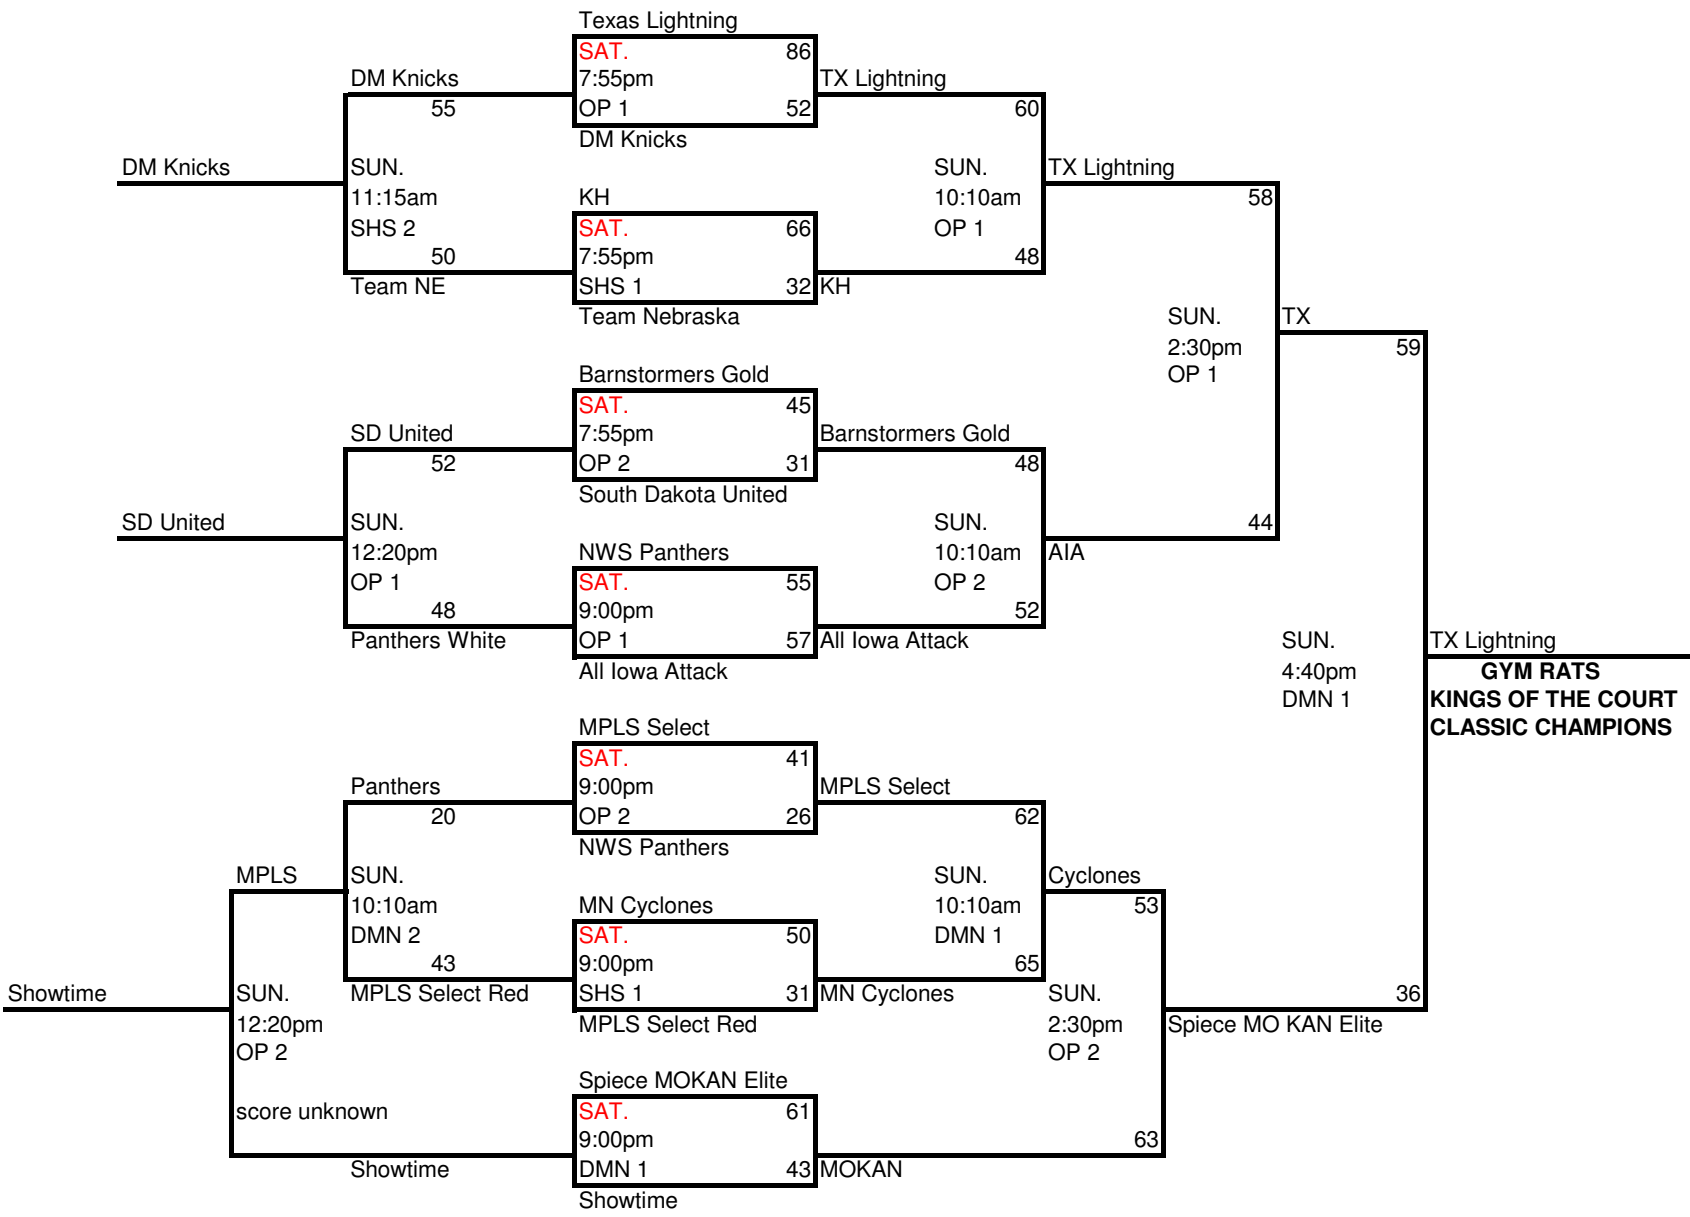 Texas Lightning
SAT. 86
DM Knicks 7:55pm TX Lightning
55 OP 1 52 60
DM Knicks
DM Knicks SUN. SUN. TX Lightning
11:15am KH 10:10am 58
SHS 2 SAT. 66 OP 1
50 7:55pm 48
Team NE SHS 1 32 KH
Team Nebraska SUN. TX
2:30pm 59
Barnstormers Gold OP 1
SAT. 45
SD United 7:55pm Barnstormers Gold
52 OP 2 31 48
South Dakota United
SD United SUN. SUN. 44
12:20pm NWS Panthers 10:10am AIA
OP 1 SAT. 55 OP 2
48 9:00pm 52
Panthers White OP 1 57 All Iowa Attack SUN. TX Lightning
All Iowa Attack 4:40pm GYM RATS
DMN 1 KINGS OF THE COURT
MPLS Select CLASSIC CHAMPIONS
SAT. 41
Panthers 9:00pm MPLS Select
20 OP 2 26 62
NWS Panthers
MPLS SUN. SUN. Cyclones
10:10am MN Cyclones 10:10am 53
DMN 2 SAT. 50 DMN 1
43 9:00pm 65
Showtime SUN. MPLS Select Red SHS 1 31 MN Cyclones SUN. 36
12:20pm MPLS Select Red 2:30pm Spiece MO KAN Elite
OP 2 OP 2
Spiece MOKAN Elite
score unknown SAT. 61
9:00pm 63
Showtime DMN 1 43 MOKAN
Showtime